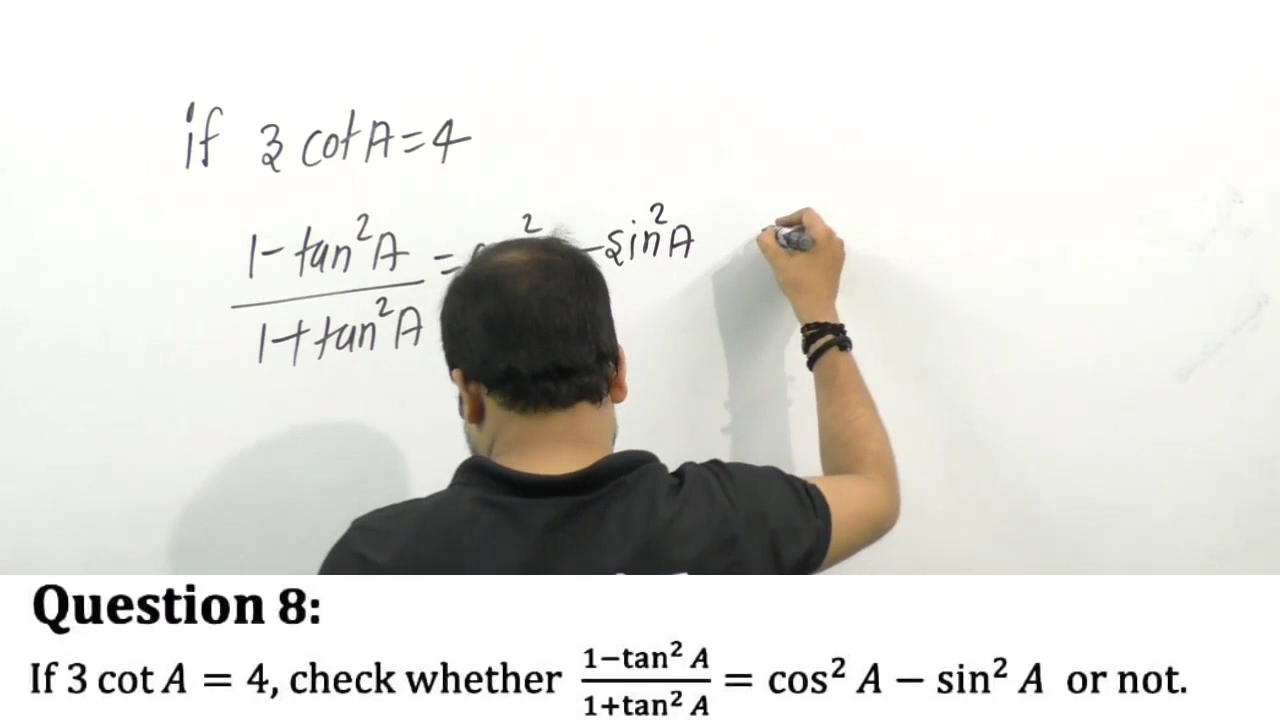 if 3 cot A = 4
1 - tan²A
= ² - sin²A
1 + tan²A
Question 8:
If 3 cot A = 4, check whether (1−tan² A)/(1+tan² A) = cos² A − sin² A or not.